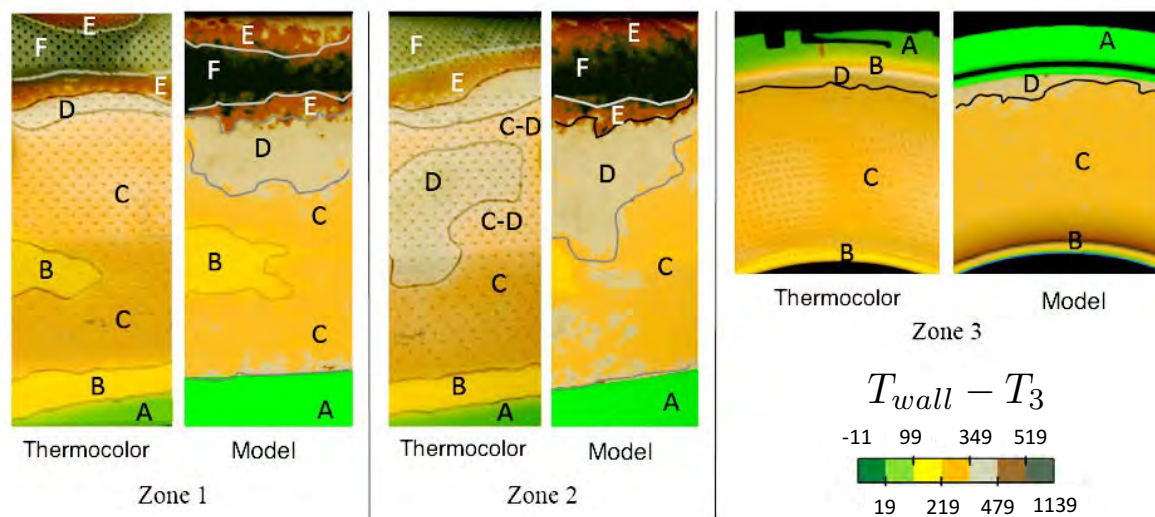 E
F
E
D
C
B
C
B
A
Thermocolor
E
F
E
D
C
B
C
A
Model
Zone 1
F
E
D
C-D
D
C-D
C
B
A
Thermocolor
E
F
E
D
C
A
Model
Zone 2
A
B
D
C
B
Thermocolor
A
D
C
B
Model
Zone 3
T_wall − T_3
-11 99 349 519
19 219 479 1139